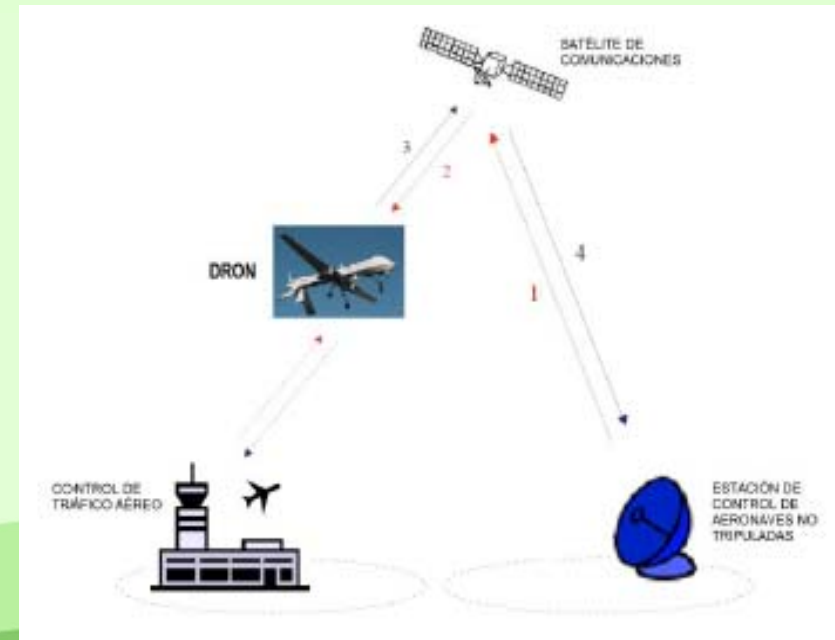 SATÉLITE DE
COMUNICACIONES
3
2
DRON
4
1
CONTROL DE
TRÁFICO AÉREO
ESTACIÓN DE
CONTROL DE
AERONAVES NO
TRIPULADAS